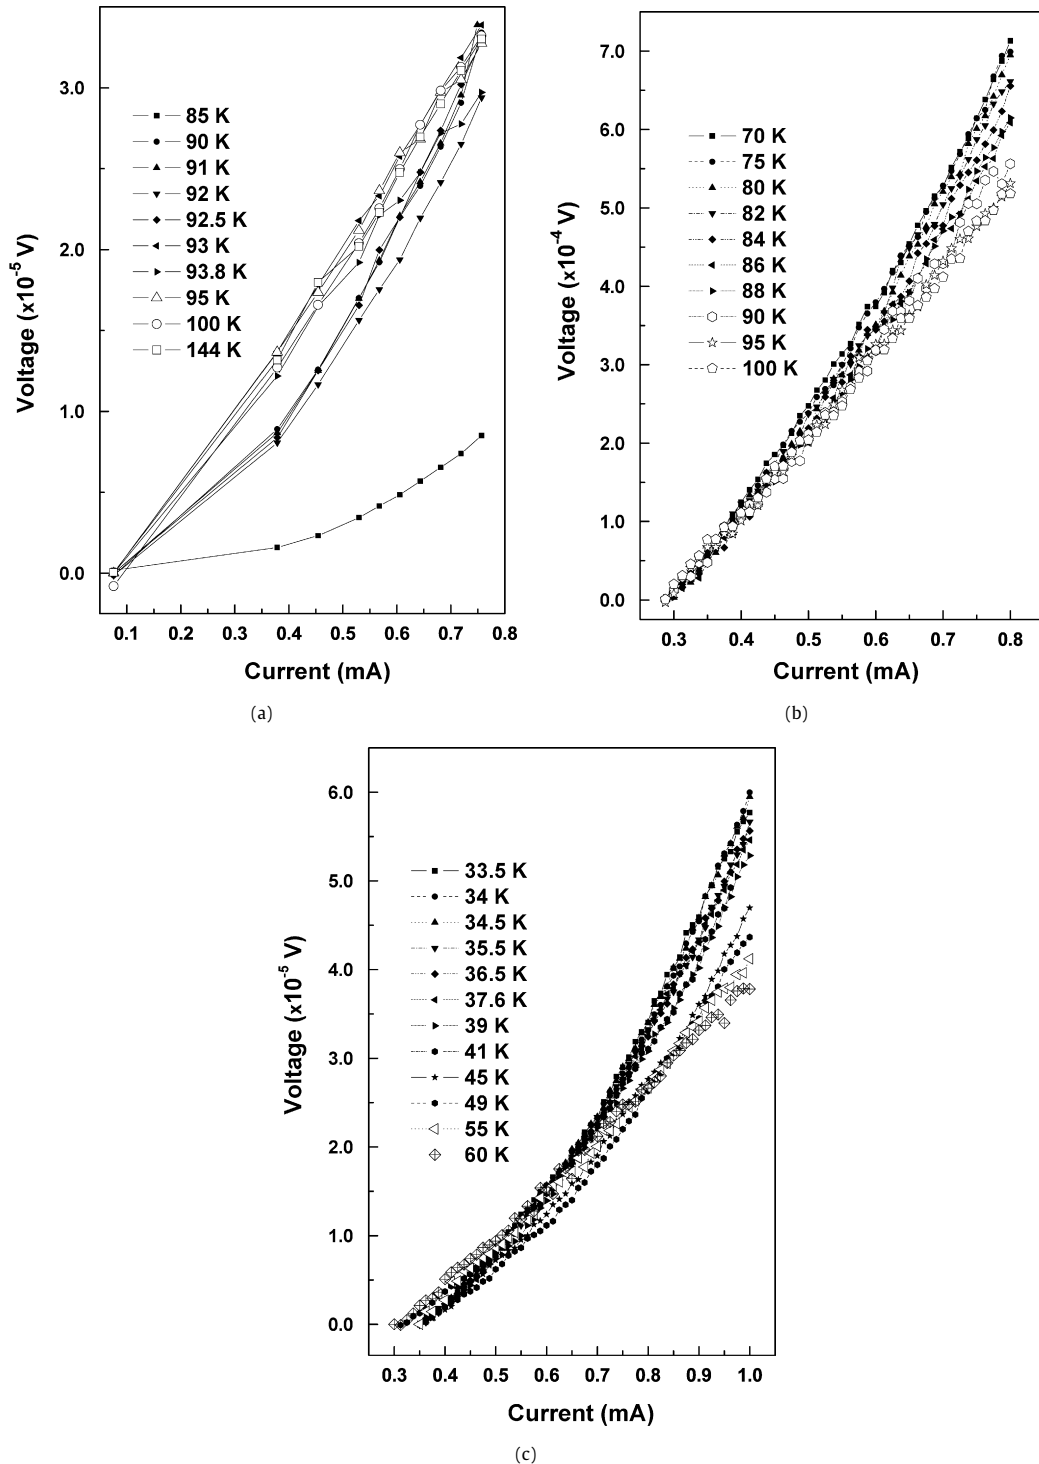 3.0
2.0
1.0
0.0
Voltage (x10⁻⁵ V)
85 K
90 K
91 K
92 K
92.5 K
93 K
93.8 K
95 K
100 K
144 K
0.1 0.2 0.3 0.4 0.5 0.6 0.7 0.8
Current (mA)
(a)
7.0
6.0
5.0
4.0
3.0
2.0
1.0
0.0
Voltage (x10⁻⁴ V)
70 K
75 K
80 K
82 K
84 K
86 K
88 K
90 K
95 K
100 K
0.3 0.4 0.5 0.6 0.7 0.8
Current (mA)
(b)
6.0
5.0
4.0
3.0
2.0
1.0
0.0
Voltage (x10⁻⁵ V)
33.5 K
34 K
34.5 K
35.5 K
36.5 K
37.6 K
39 K
41 K
45 K
49 K
55 K
60 K
0.3 0.4 0.5 0.6 0.7 0.8 0.9 1.0
Current (mA)
(c)